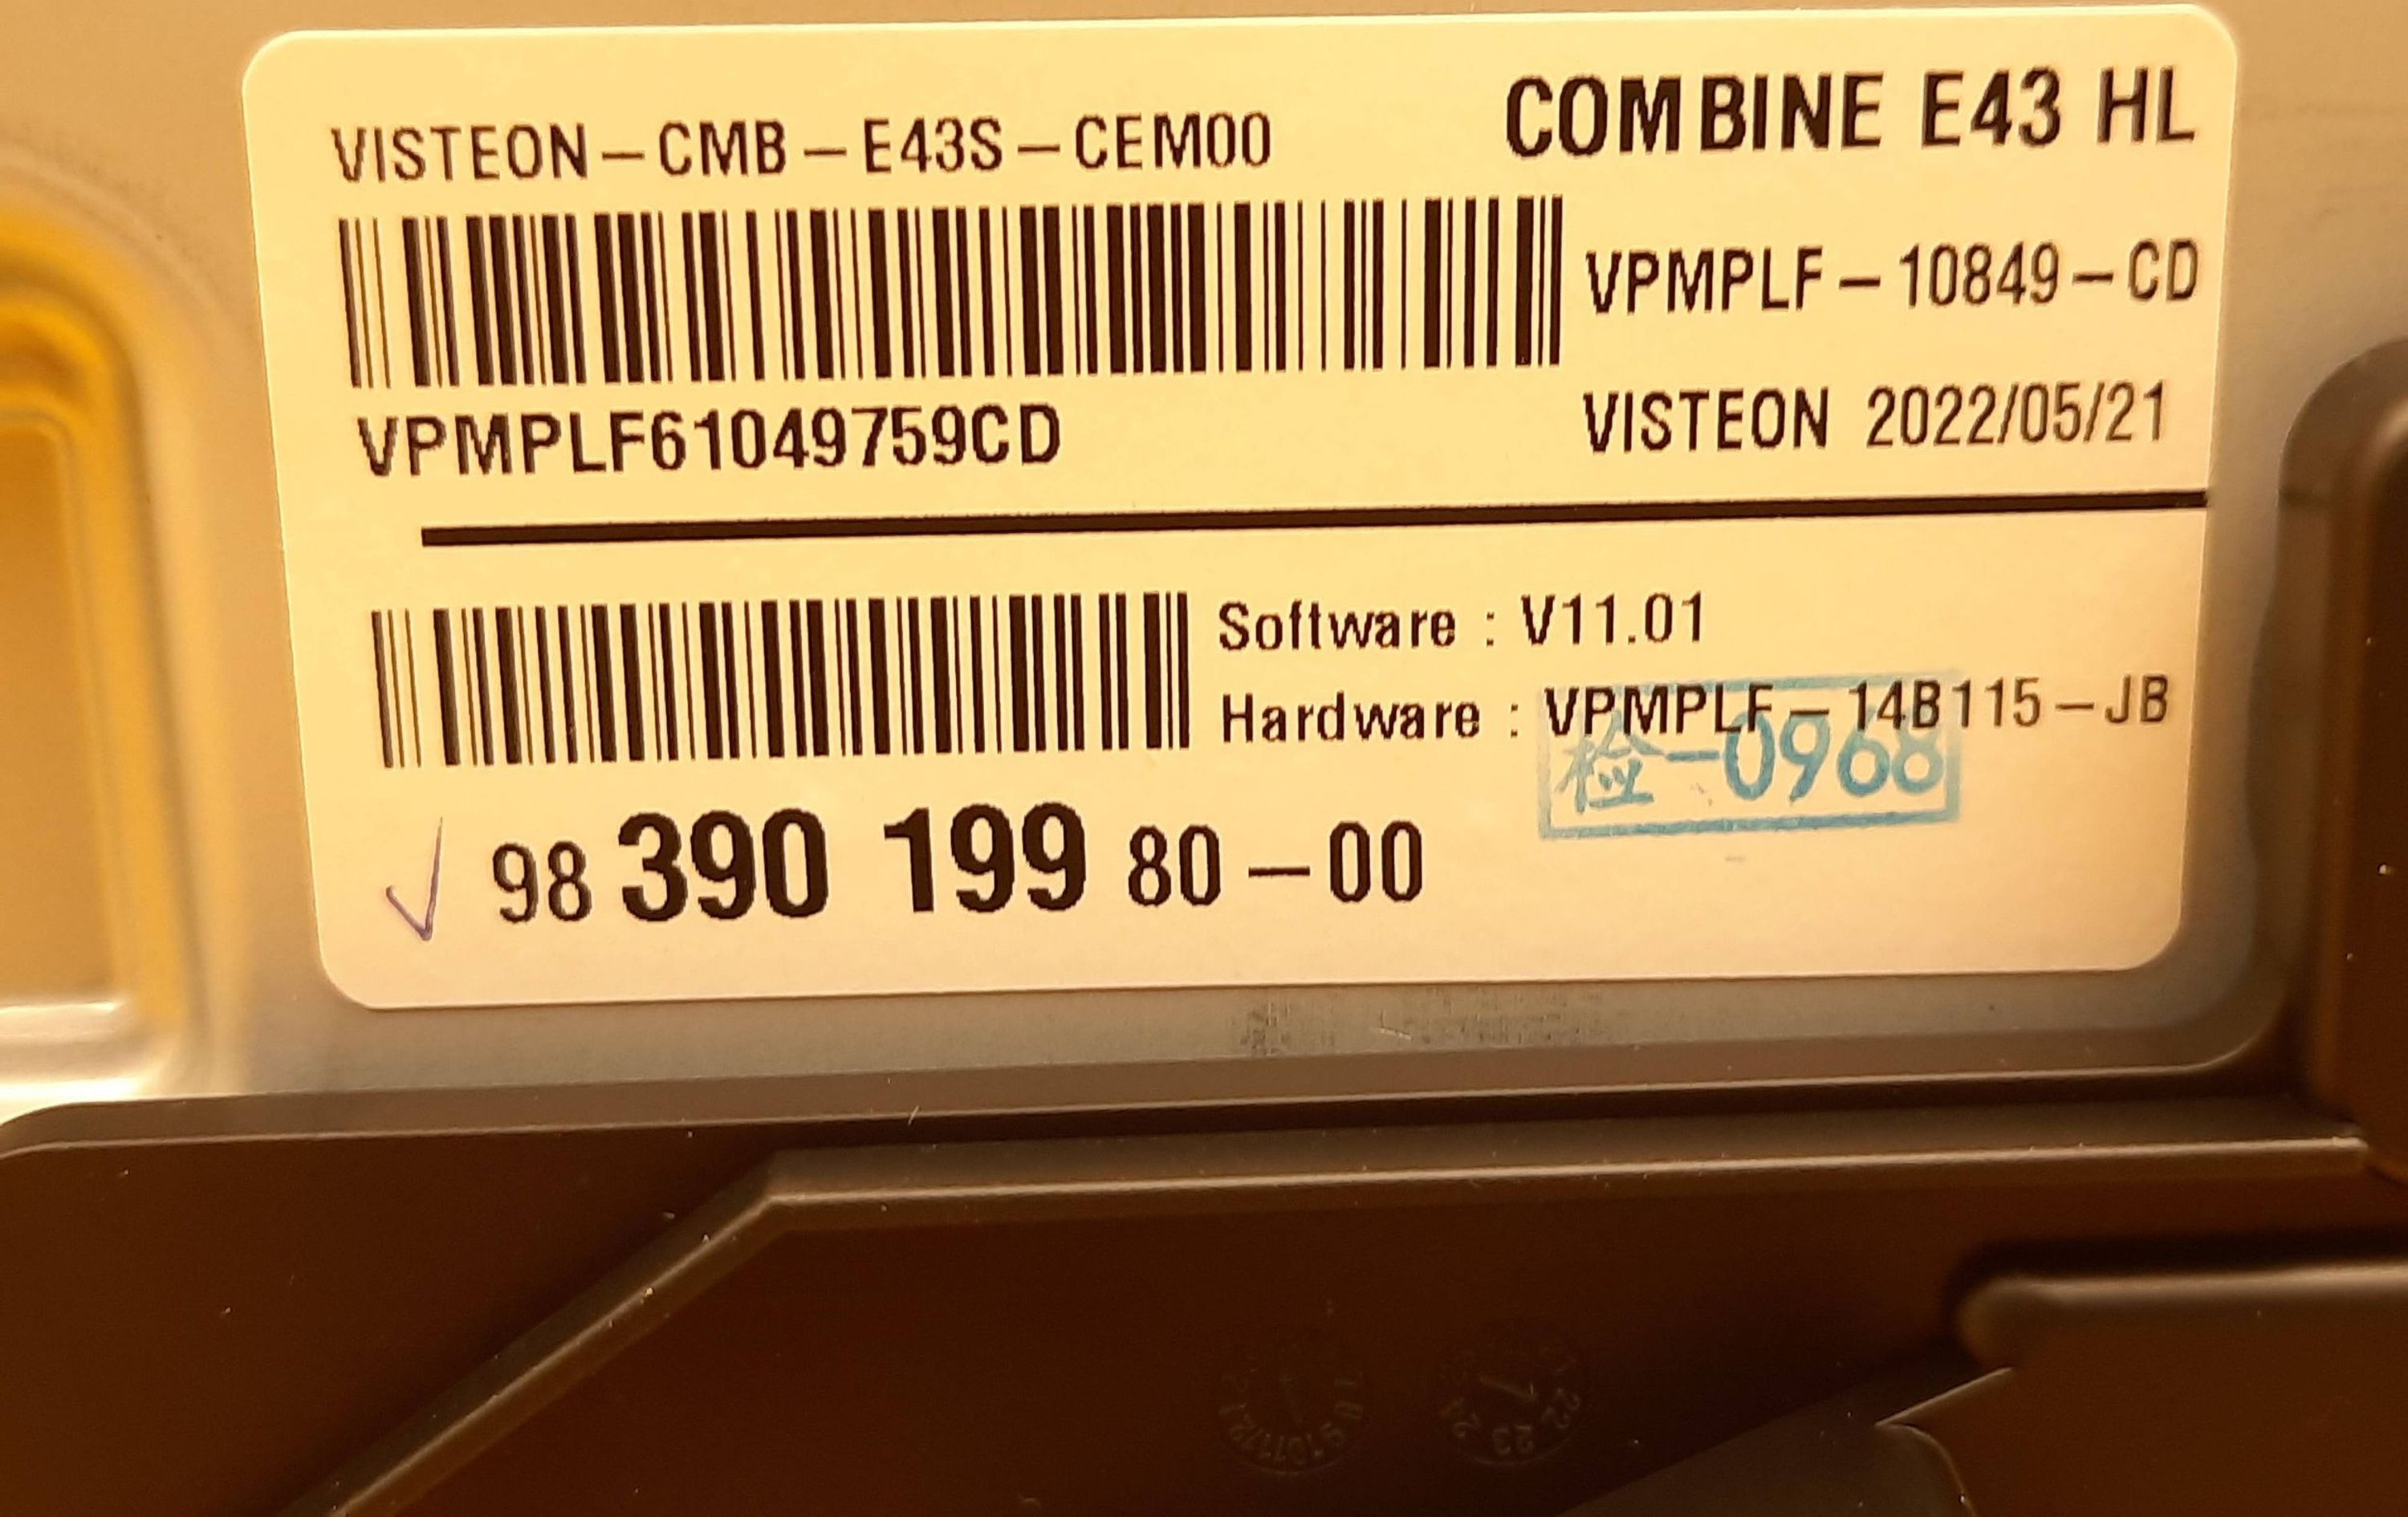 VISTEON-CMB-E43S-CEM00
COMBINE E43 HL
VPMPLF-10849-CD
VPMPLF61049759CD
VISTEON 2022/05/21
Software : V11.01
Hardware : VPMPLF-14B115-JB
检-0968
98 390 199 80-00